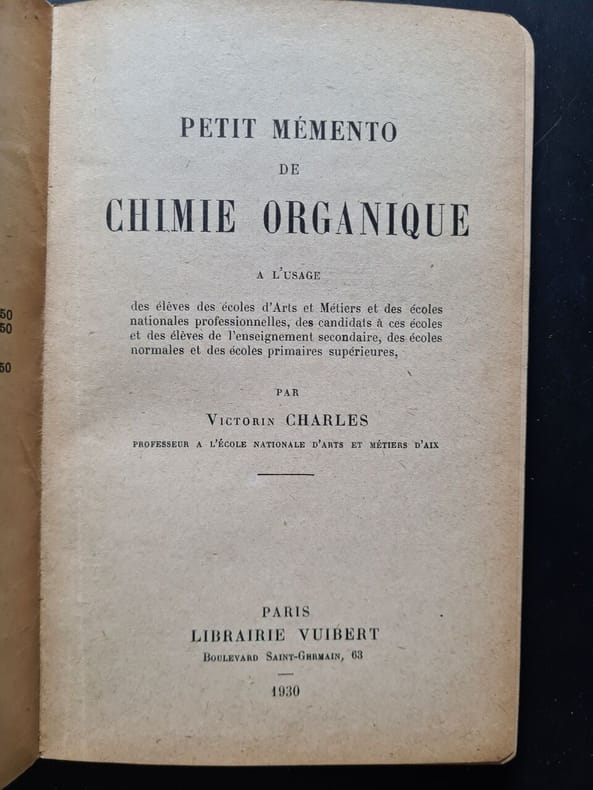 PETIT MÉMENTO
DE
CHIMIE ORGANIQUE
A L'USAGE
des élèves des écoles d'Arts et Métiers et des écoles
nationales professionnelles, des candidats à ces écoles
et des élèves de l'enseignement secondaire, des écoles
normales et des écoles primaires supérieures,
PAR
VICTORIN CHARLES
PROFESSEUR A L'ÉCOLE NATIONALE D'ARTS ET MÉTIERS D'AIX
PARIS
LIBRAIRIE VUIBERT
BOULEVARD SAINT-GERMAIN, 63
1930
50
50
50